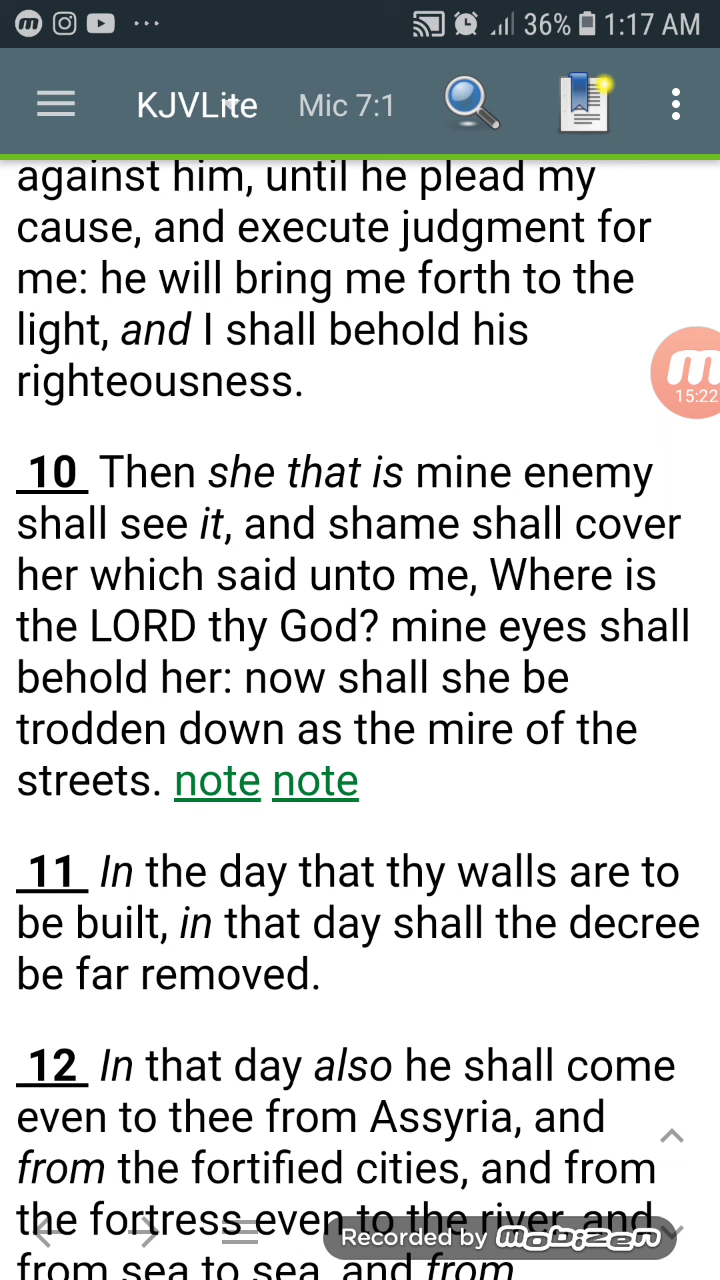 36% 1:17 AM
KJVLite Mic 7:1
against him, until he plead my
cause, and execute judgment for
me: he will bring me forth to the
light, and I shall behold his
righteousness.
15:22
10 Then she that is mine enemy
shall see it, and shame shall cover
her which said unto me, Where is
the LORD thy God? mine eyes shall
behold her: now shall she be
trodden down as the mire of the
streets. note note
11 In the day that thy walls are to
be built, in that day shall the decree
be far removed.
12 In that day also he shall come
even to thee from Assyria, and
from the fortified cities, and from
the fortress even to the river, and
Recorded by mobizen
from sea to sea, and from